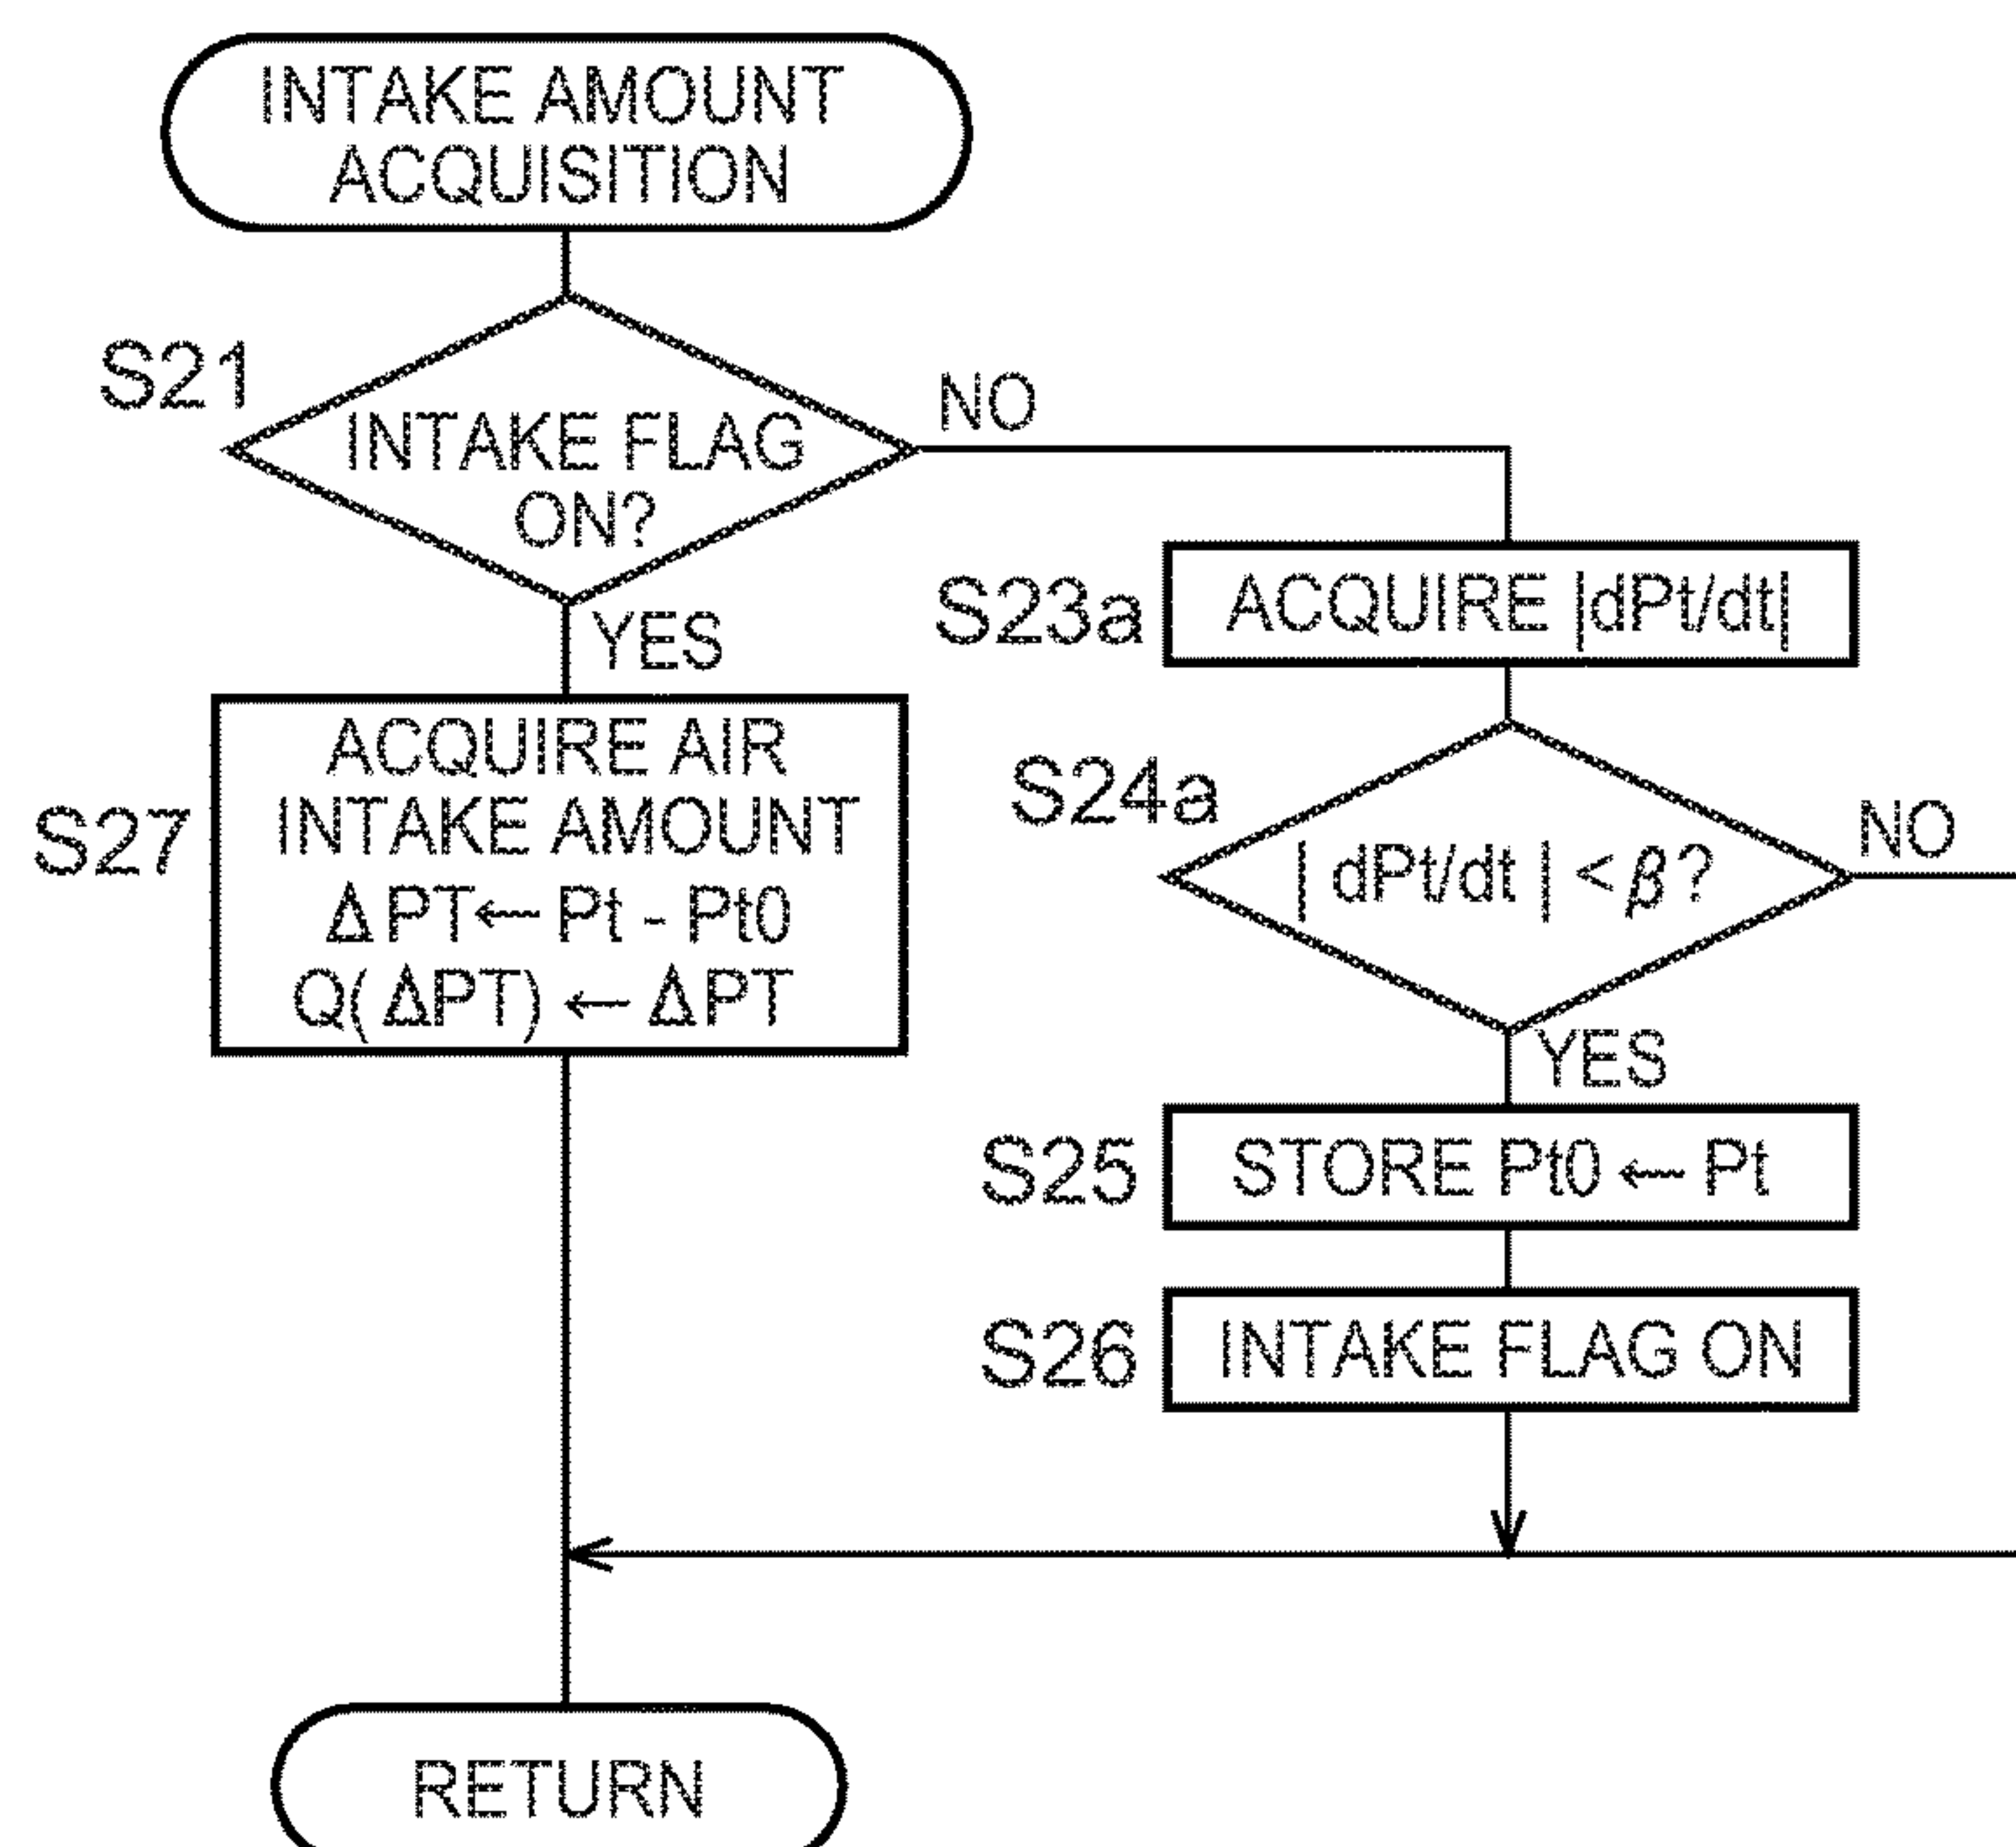 INTAKE AMOUNT
ACQUISITION
S21
INTAKE FLAG
ON?
NO
YES
S27
ACQUIRE AIR
INTAKE AMOUNT
ΔPT← Pt - Pt0
Q(ΔPT) ← ΔPT
S23a
ACQUIRE |dPt/dt|
S24a
| dPt/dt | < β?
NO
YES
S25
STORE Pt0 ← Pt
S26
INTAKE FLAG ON
RETURN